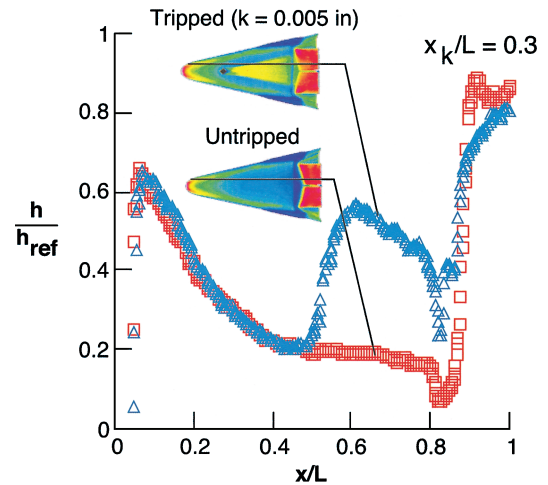 Tripped (k = 0.005 in)
x_k/L = 0.3
Untripped
h
h_ref
1
0.8
0.6
0.4
0.2
0
0
0.2
0.4
0.6
0.8
1
x/L